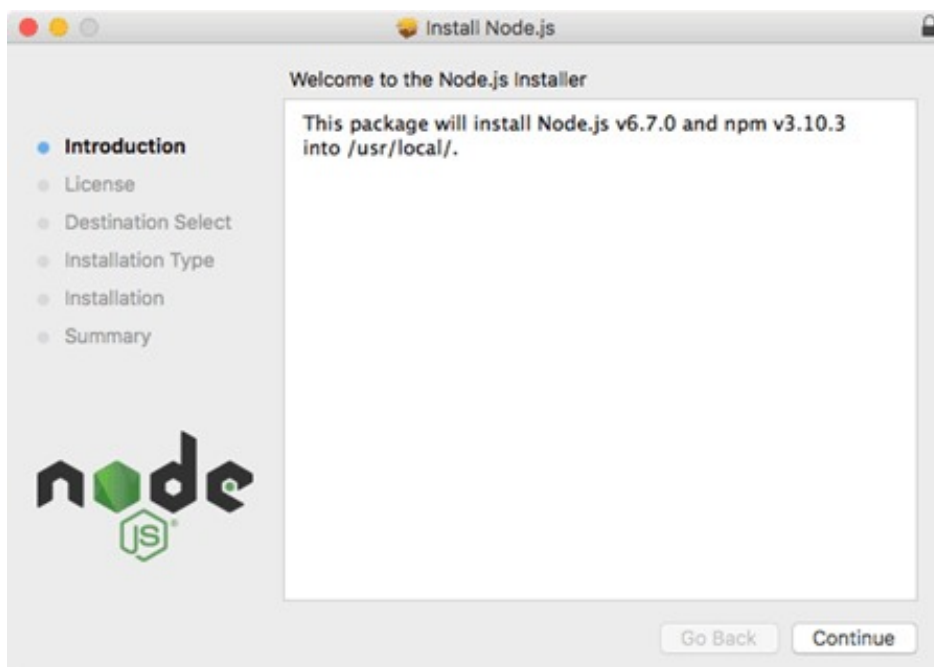 Install Node.js
Welcome to the Node.js Installer
Introduction
License
Destination Select
Installation Type
Installation
Summary
This package will install Node.js v6.7.0 and npm v3.10.3
into /usr/local/.
node
JS®
Go Back
Continue